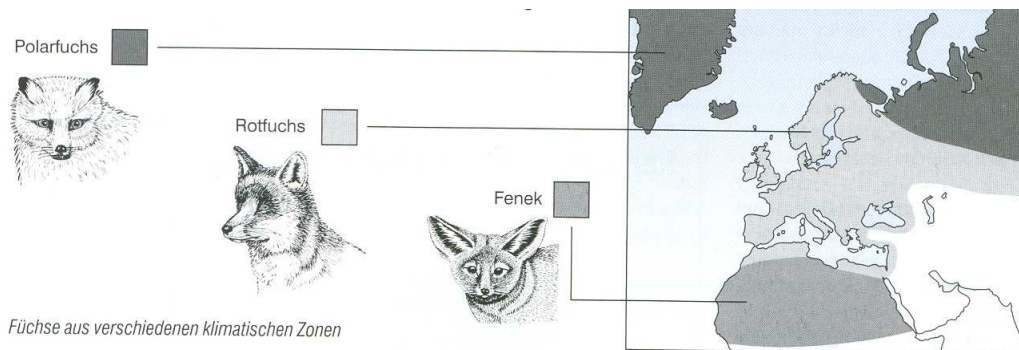 Polarfuchs
Rotfuchs
Fenek
Füchse aus verschiedenen klimatischen Zonen